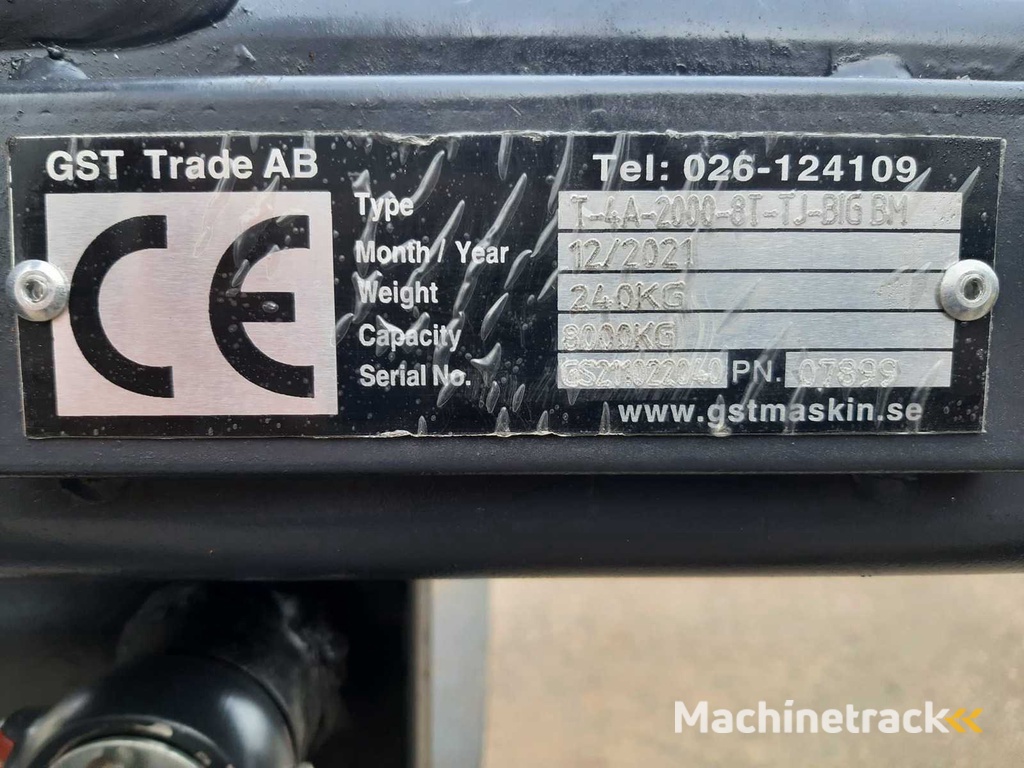 GST Trade AB Tel: 026-124109
CE
Type T-4A-2000-8T-TJ-BIG BM
Month / Year 12/2021
Weight 240KG
Capacity 8000KG
Serial No. PN. 07899
www.gstmaskin.se
Machinetrack